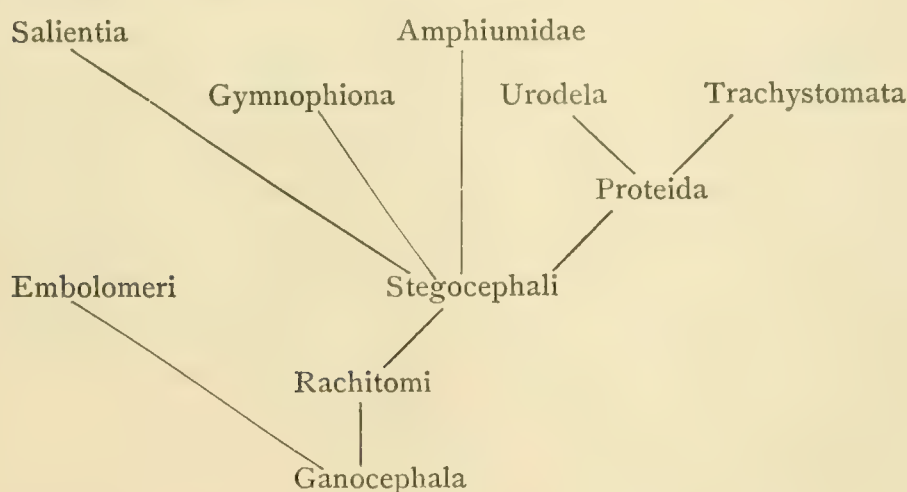 Salientia Amphiumidae
Gymnophiona Urodela Trachystomata
Proteida
Embolomeri Stegocephali
Rachitomi
Ganocephala